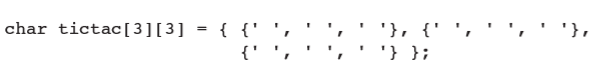 char tictac[3][3] = { {' ', ' ', ' '}, {' ', ' ', ' '},
{' ', ' ', ' '} };